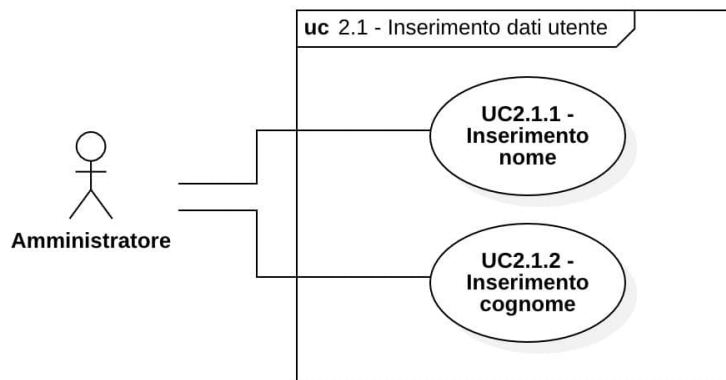 uc 2.1 - Inserimento dati utente
UC2.1.1 -
Inserimento
nome
Amministratore
UC2.1.2 -
Inserimento
cognome